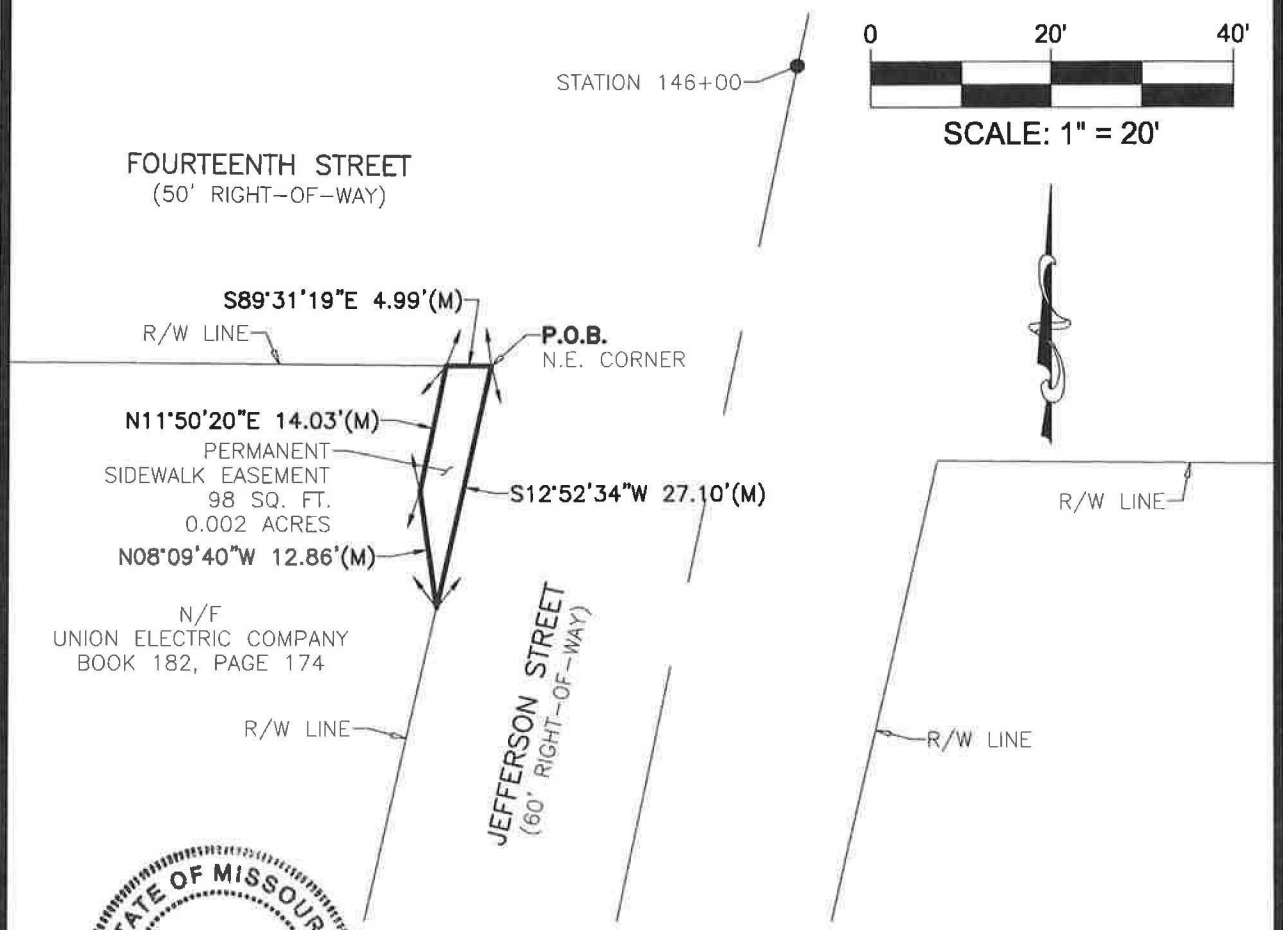 0 20' 40'
SCALE: 1" = 20'
STATION 146+00
FOURTEENTH STREET
(50' RIGHT-OF-WAY)
S89°31'19"E 4.99'(M)
R/W LINE
P.O.B.
N.E. CORNER
N11°50'20"E 14.03'(M)
PERMANENT
SIDEWALK EASEMENT
98 SQ. FT.
0.002 ACRES
S12°52'34"W 27.10'(M)
R/W LINE
N08°09'40"W 12.86'(M)
N/F
UNION ELECTRIC COMPANY
BOOK 182, PAGE 174
JEFFERSON STREET
(60' RIGHT-OF-WAY)
R/W LINE
R/W LINE
STATE OF MISSOUR